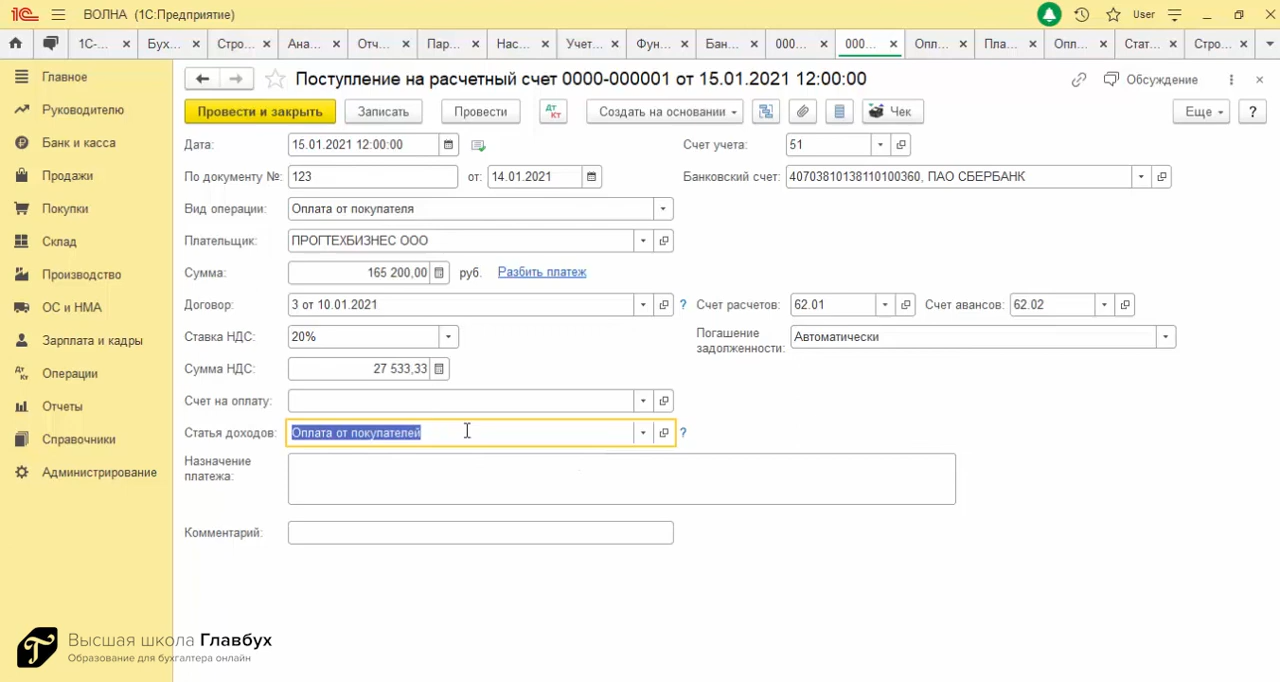 1С ВОЛНА (1С:Предприятие) User
1С-... Бух... Стро... Ана... Отч... Пар... Нас... Учет... Фун... Бан... 000... 000... Опл... Пла... Опл... Стат... Стро...
Главное
Руководителю
Банк и касса
Продажи
Покупки
Склад
Производство
ОС и НМА
Зарплата и кадры
Операции
Отчеты
Справочники
Администрирование
Поступление на расчетный счет 0000-000001 от 15.01.2021 12:00:00 Обсуждение
Провести и закрыть Записать Провести Дт Кт Создать на основании Чек Еще ?
Дата: 15.01.2021 12:00:00 Счет учета: 51
По документу №: 123 от: 14.01.2021 Банковский счет: 40703810138110100360, ПАО СБЕРБАНК
Вид операции: Оплата от покупателя
Плательщик: ПРОГТЕХБИЗНЕС ООО
Сумма: 165 200,00 руб. Разбить платеж
Договор: 3 от 10.01.2021 ? Счет расчетов: 62.01 Счет авансов: 62.02
Ставка НДС: 20% Погашение задолженности: Автоматически
Сумма НДС: 27 533,33
Счет на оплату:
Статья доходов: Оплата от покупателей ?
Назначение
платежа:
Комментарий:
Высшая школа Главбух
Образование для бухгалтера онлайн